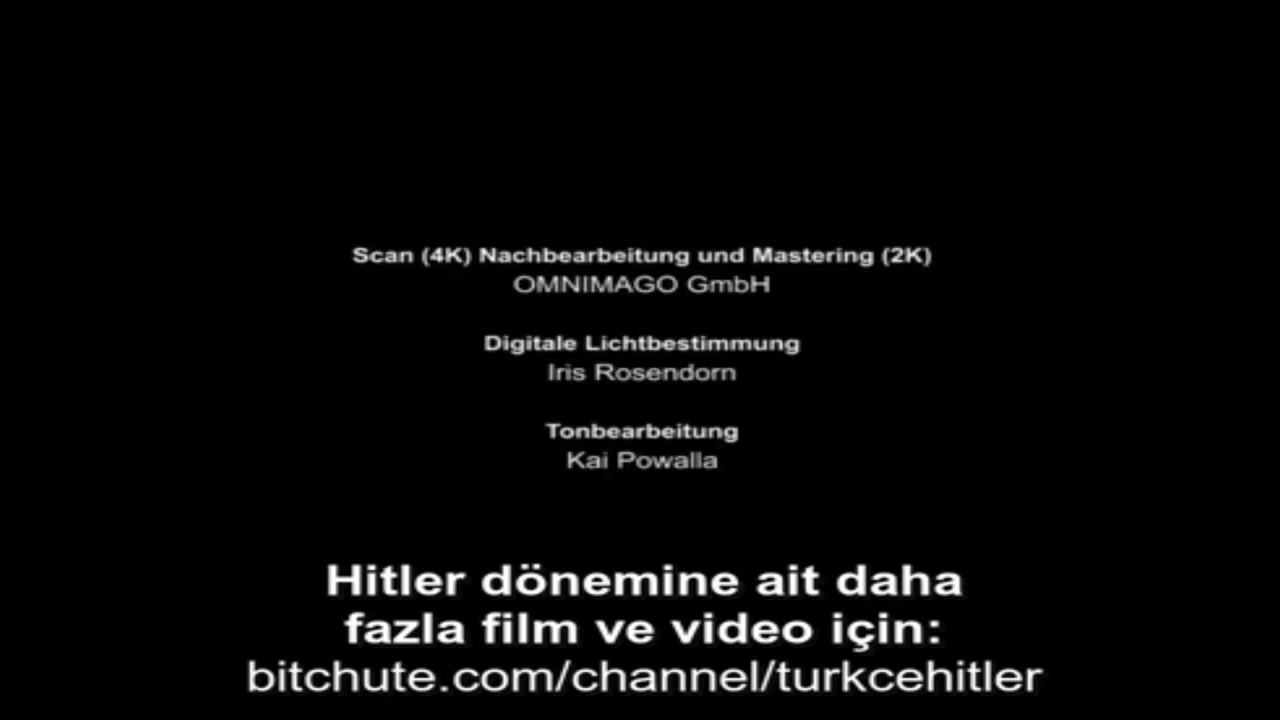 Scan (4K) Nachbearbeitung und Mastering (2K)
OMNIMAGO GmbH
Digitale Lichtbestimmung
Iris Rosendorn
Tonbearbeitung
Kai Powalla
Hitler dönemine ait daha
fazla film ve video için:
bitchute.com/channel/turkcehitler